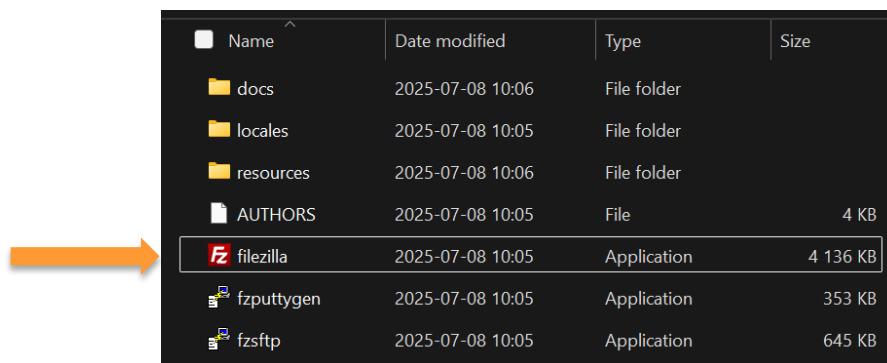 Name Date modified Type Size
docs 2025-07-08 10:06 File folder
locales 2025-07-08 10:05 File folder
resources 2025-07-08 10:06 File folder
AUTHORS 2025-07-08 10:05 File 4 KB
Fz filezilla 2025-07-08 10:05 Application 4 136 KB
fzputtygen 2025-07-08 10:05 Application 353 KB
fzsftp 2025-07-08 10:05 Application 645 KB